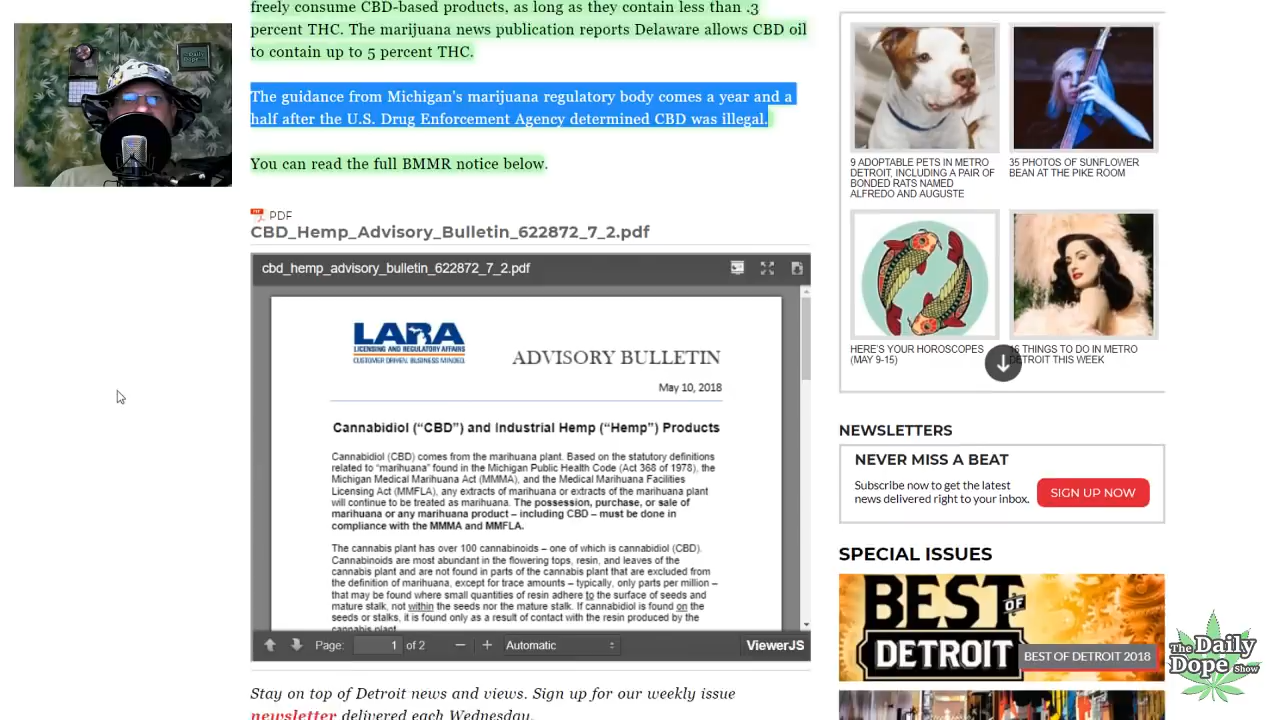 freely consume CBD-based products, as long as they contain less than .3
percent THC. The marijuana news publication reports Delaware allows CBD oil
to contain up to 5 percent THC.
The guidance from Michigan's marijuana regulatory body comes a year and a
half after the U.S. Drug Enforcement Agency determined CBD was illegal.
You can read the full BMMR notice below.
PDF
CBD_Hemp_Advisory_Bulletin_622872_7_2.pdf
cbd_hemp_advisory_bulletin_622872_7_2.pdf
LARA
LICENSING AND REGULATORY AFFAIRS
CUSTOMER DRIVEN. BUSINESS MINDED.
ADVISORY BULLETIN
May 10, 2018
Cannabidiol ("CBD") and Industrial Hemp ("Hemp") Products
Cannabidiol (CBD) comes from the marihuana plant. Based on the statutory definitions
related to "marihuana" found in the Michigan Public Health Code (Act 368 of 1978), the
Michigan Medical Marihuana Act (MMMA), and the Medical Marihuana Facilities
Licensing Act (MMFLA), any extracts of marihuana or extracts of the marihuana plant
will continue to be treated as marihuana. The possession, purchase, or sale of
marihuana or any marihuana product – including CBD – must be done in
compliance with the MMMA and MMFLA.
The cannabis plant has over 100 cannabinoids – one of which is cannabidiol (CBD).
Cannabinoids are most abundant in the flowering tops, resin, and leaves of the
cannabis plant and are not found in parts of the cannabis plant that are excluded from
the definition of marihuana, except for trace amounts – typically, only parts per million –
that may be found where small quantities of resin adhere to the surface of seeds and
mature stalk, not within the seeds nor the mature stalk. If cannabidiol is found on the
seeds or stalks, it is found only as a result of contact with the resin produced by the
cannabis plant.
Page: 1 of 2
Automatic
ViewerJS
Stay on top of Detroit news and views. Sign up for our weekly issue
newsletter delivered each Wednesday.
9 ADOPTABLE PETS IN METRO
DETROIT, INCLUDING A PAIR OF
BONDED RATS NAMED
ALFREDO AND AUGUSTE
35 PHOTOS OF SUNFLOWER
BEAN AT THE PIKE ROOM
HERE'S YOUR HOROSCOPES
(MAY 9-15)
16 THINGS TO DO IN METRO
DETROIT THIS WEEK
NEWSLETTERS
NEVER MISS A BEAT
Subscribe now to get the latest
news delivered right to your inbox.
SIGN UP NOW
SPECIAL ISSUES
BEST OF
DETROIT
BEST OF DETROIT 2018
The Daily
Dope Show